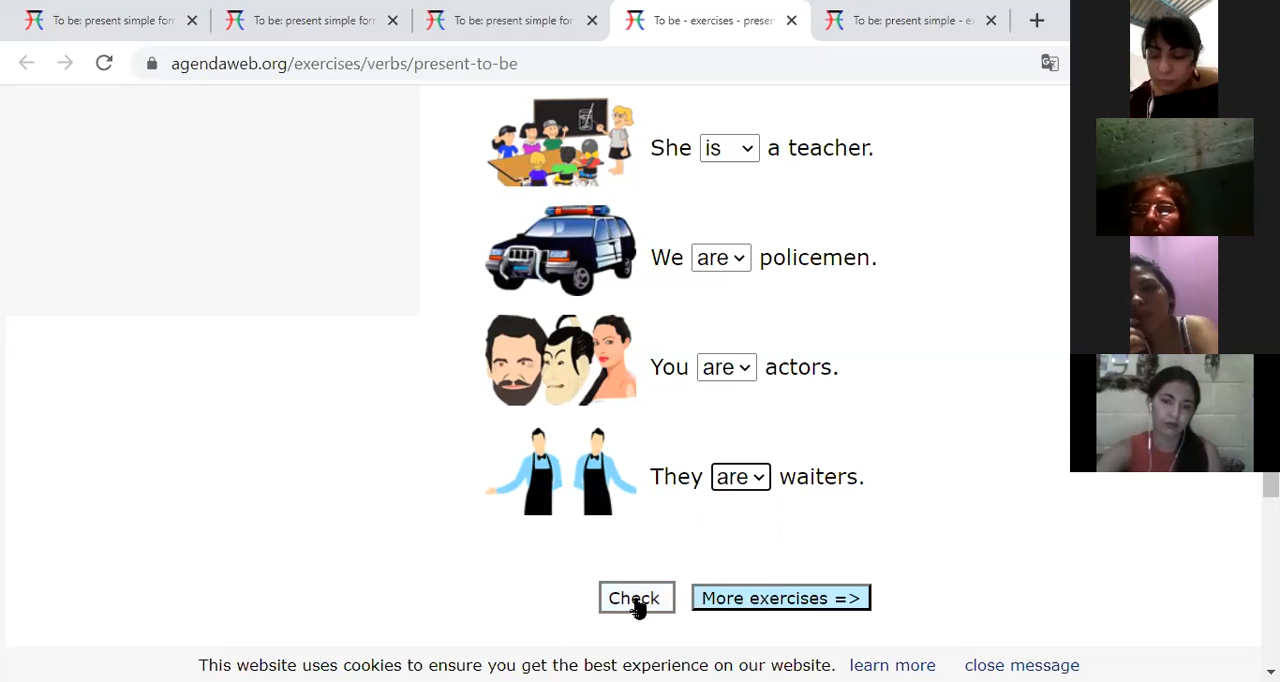 To be: present simple for
To be: present simple for
To be: present simple for
To be - exercises - presen
To be: present simple - ex
agendaweb.org/exercises/verbs/present-to-be
She is a teacher.
We are policemen.
You are actors.
They are waiters.
Check More exercises =>
This website uses cookies to ensure you get the best experience on our website. learn more close message